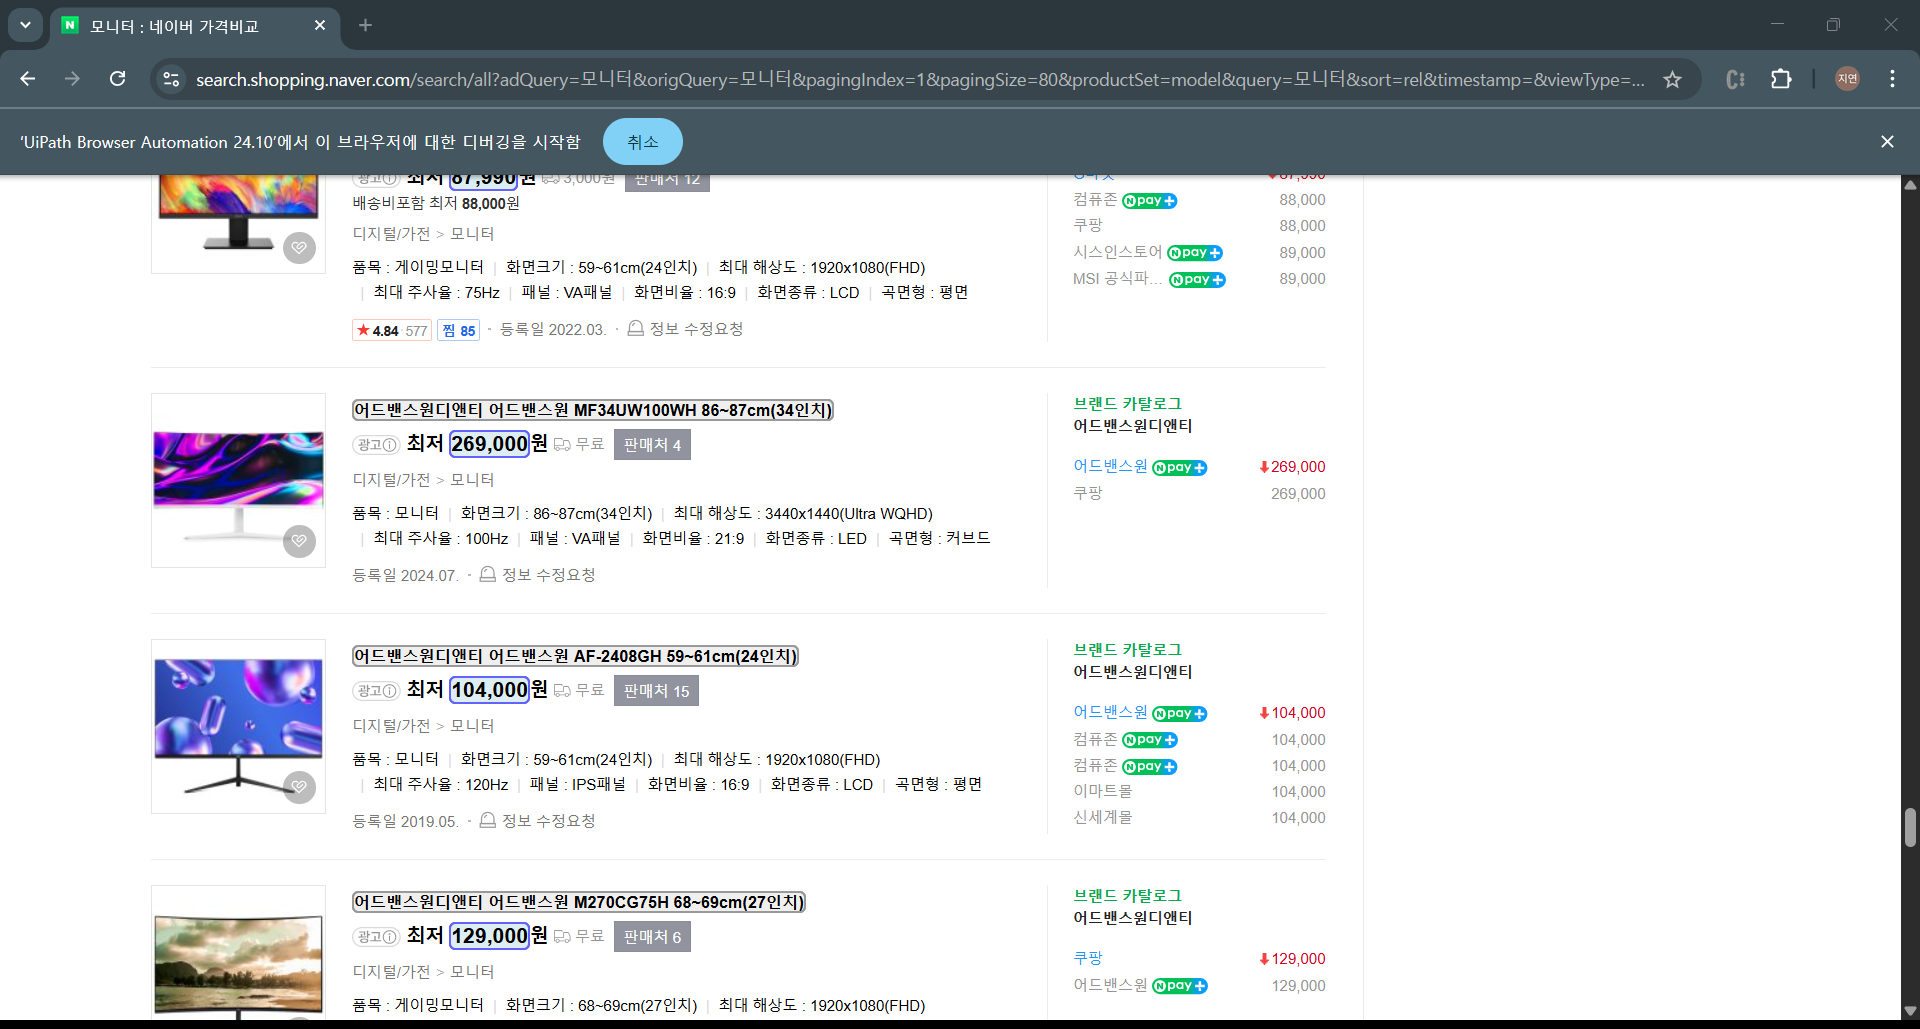 모니터 : 네이버 가격비교
search.shopping.naver.com/search/all?adQuery=모니터&origQuery=모니터&pagingIndex=1&pagingSize=80&productSet=model&query=모니터&sort=rel&timestamp=&viewType=...
지연
'UiPath Browser Automation 24.10'에서 이 브라우저에 대한 디버깅을 시작함 취소
광고 최저 87,990원 3,000원 판매처 12
배송비포함 최저 88,000원
디지털/가전 > 모니터
품목 : 게이밍모니터 | 화면크기 : 59~61cm(24인치) | 최대 해상도 : 1920x1080(FHD)
| 최대 주사율 : 75Hz | 패널 : VA패널 | 화면비율 : 16:9 | 화면종류 : LCD | 곡면형 : 평면
★ 4.84 · 577 찜 85 · 등록일 2022.03. · 정보 수정요청
87,990
컴퓨존 N pay + 88,000
쿠팡 88,000
시스인스토어 N pay + 89,000
MSI 공식파... N pay + 89,000
어드밴스원디앤티 어드밴스원 MF34UW100WH 86~87cm(34인치)
광고 최저 269,000원 무료 판매처 4
디지털/가전 > 모니터
품목 : 모니터 | 화면크기 : 86~87cm(34인치) | 최대 해상도 : 3440x1440(Ultra WQHD)
| 최대 주사율 : 100Hz | 패널 : VA패널 | 화면비율 : 21:9 | 화면종류 : LED | 곡면형 : 커브드
등록일 2024.07. · 정보 수정요청
브랜드 카탈로그
어드밴스원디앤티
어드밴스원 N pay + 269,000
쿠팡 269,000
어드밴스원디앤티 어드밴스원 AF-2408GH 59~61cm(24인치)
광고 최저 104,000원 무료 판매처 15
디지털/가전 > 모니터
품목 : 모니터 | 화면크기 : 59~61cm(24인치) | 최대 해상도 : 1920x1080(FHD)
| 최대 주사율 : 120Hz | 패널 : IPS패널 | 화면비율 : 16:9 | 화면종류 : LCD | 곡면형 : 평면
등록일 2019.05. · 정보 수정요청
브랜드 카탈로그
어드밴스원디앤티
어드밴스원 N pay + 104,000
컴퓨존 N pay + 104,000
컴퓨존 N pay + 104,000
이마트몰 104,000
신세계몰 104,000
어드밴스원디앤티 어드밴스원 M270CG75H 68~69cm(27인치)
광고 최저 129,000원 무료 판매처 6
디지털/가전 > 모니터
품목 : 게이밍모니터 | 화면크기 : 68~69cm(27인치) | 최대 해상도 : 1920x1080(FHD)
브랜드 카탈로그
어드밴스원디앤티
쿠팡 129,000
어드밴스원 N pay + 129,000